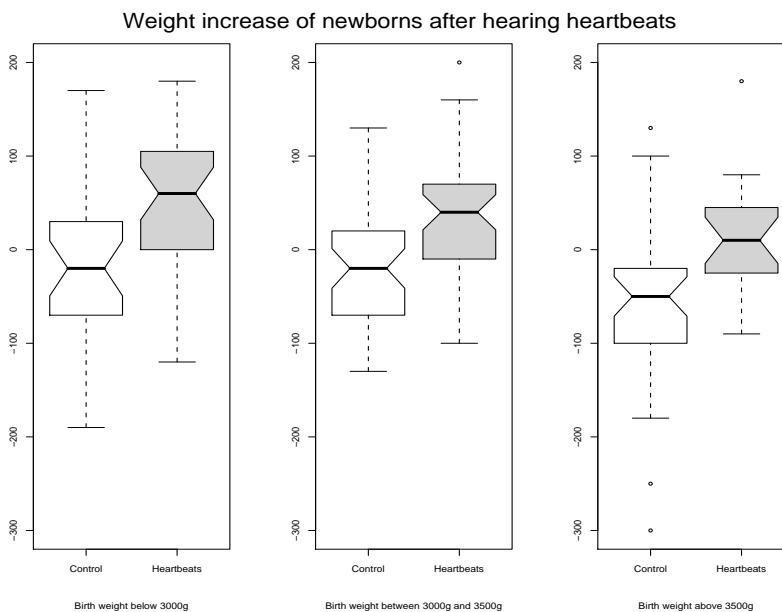 Weight increase of newborns after hearing heartbeats
200
100
0
−100
−200
−300
Control Heartbeats
Birth weight below 3000g
200
100
0
−100
−200
−300
Control Heartbeats
Birth weight between 3000g and 3500g
200
100
0
−100
−200
−300
Control Heartbeats
Birth weight above 3500g